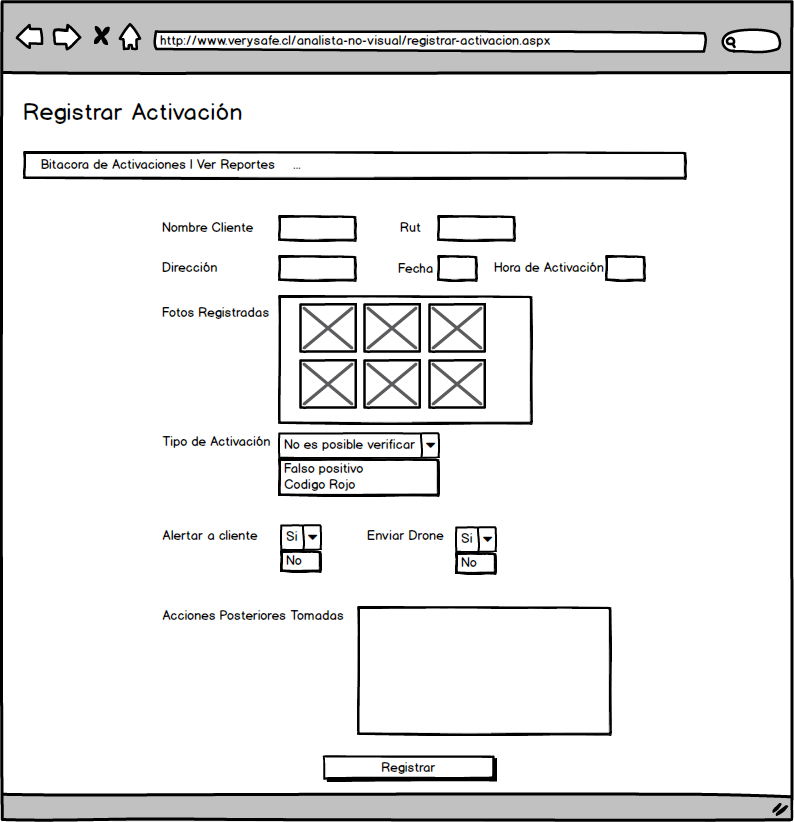 http://www.verysafe.cl/analista-no-visual/registrar-activacion.aspx
Registrar Activación
Bitacora de Activaciones | Ver Reportes ...
Nombre Cliente Rut
Dirección Fecha Hora de Activación
Fotos Registradas
Tipo de Activación No es posible verificar
Falso positivo
Codigo Rojo
Alertar a cliente Si Enviar Drone Si
No No
Acciones Posteriores Tomadas
Registrar